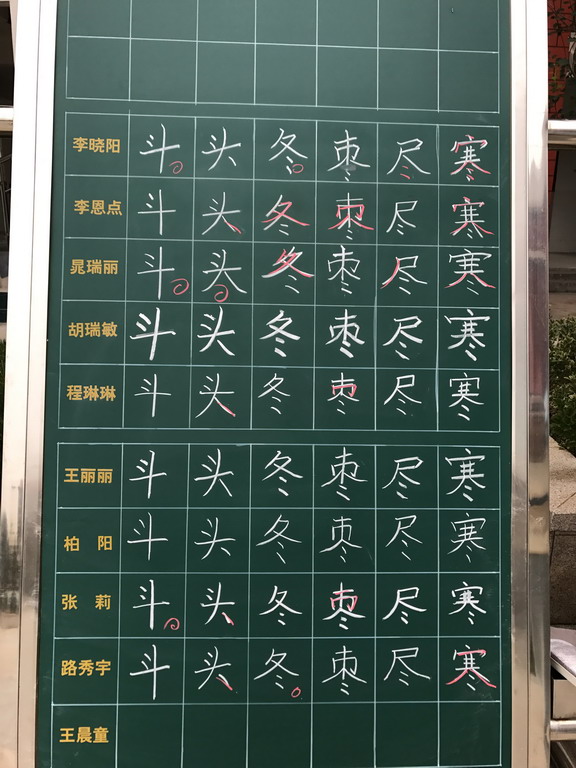 李晓阳 斗 头 冬 枣 尽 寒
李恩点 斗 头 冬 枣 尽 寒
晁瑞丽 斗 头 冬 枣 尽 寒
胡瑞敏 斗 头 冬 枣 尽 寒
程琳琳 斗 头 冬 枣 尽 寒
王丽丽 斗 头 冬 枣 尽 寒
柏 阳 斗 头 冬 枣 尽 寒
张 莉 斗 头 冬 枣 尽 寒
路秀宇 斗 头 冬 枣 尽 寒
王晨童